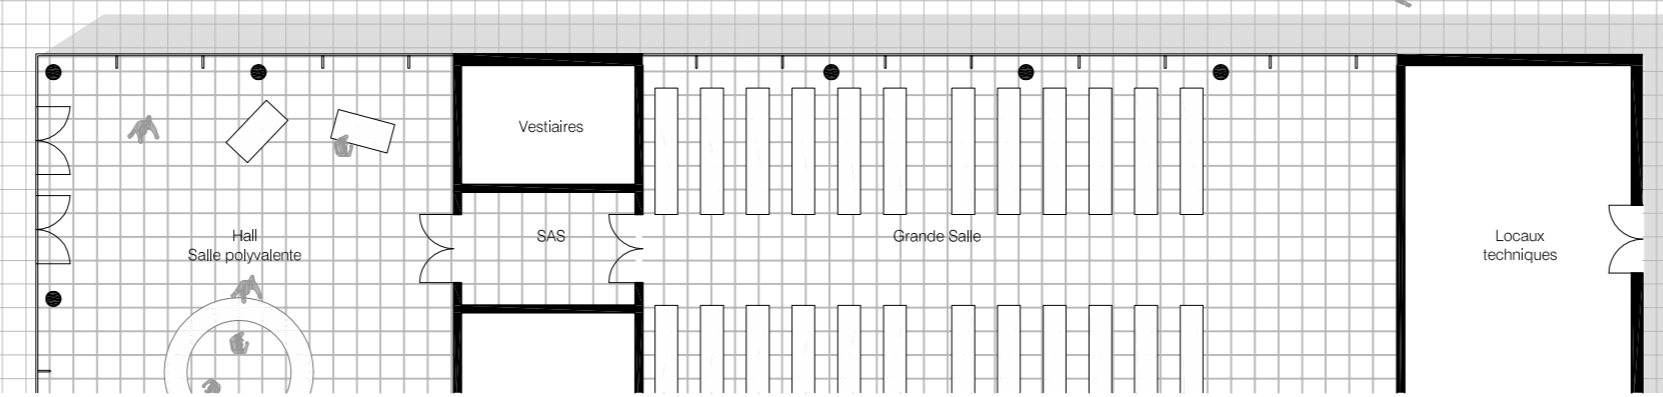 Vestiaires
Hall
Salle polyvalente
SAS
Grande Salle
Locaux
techniques